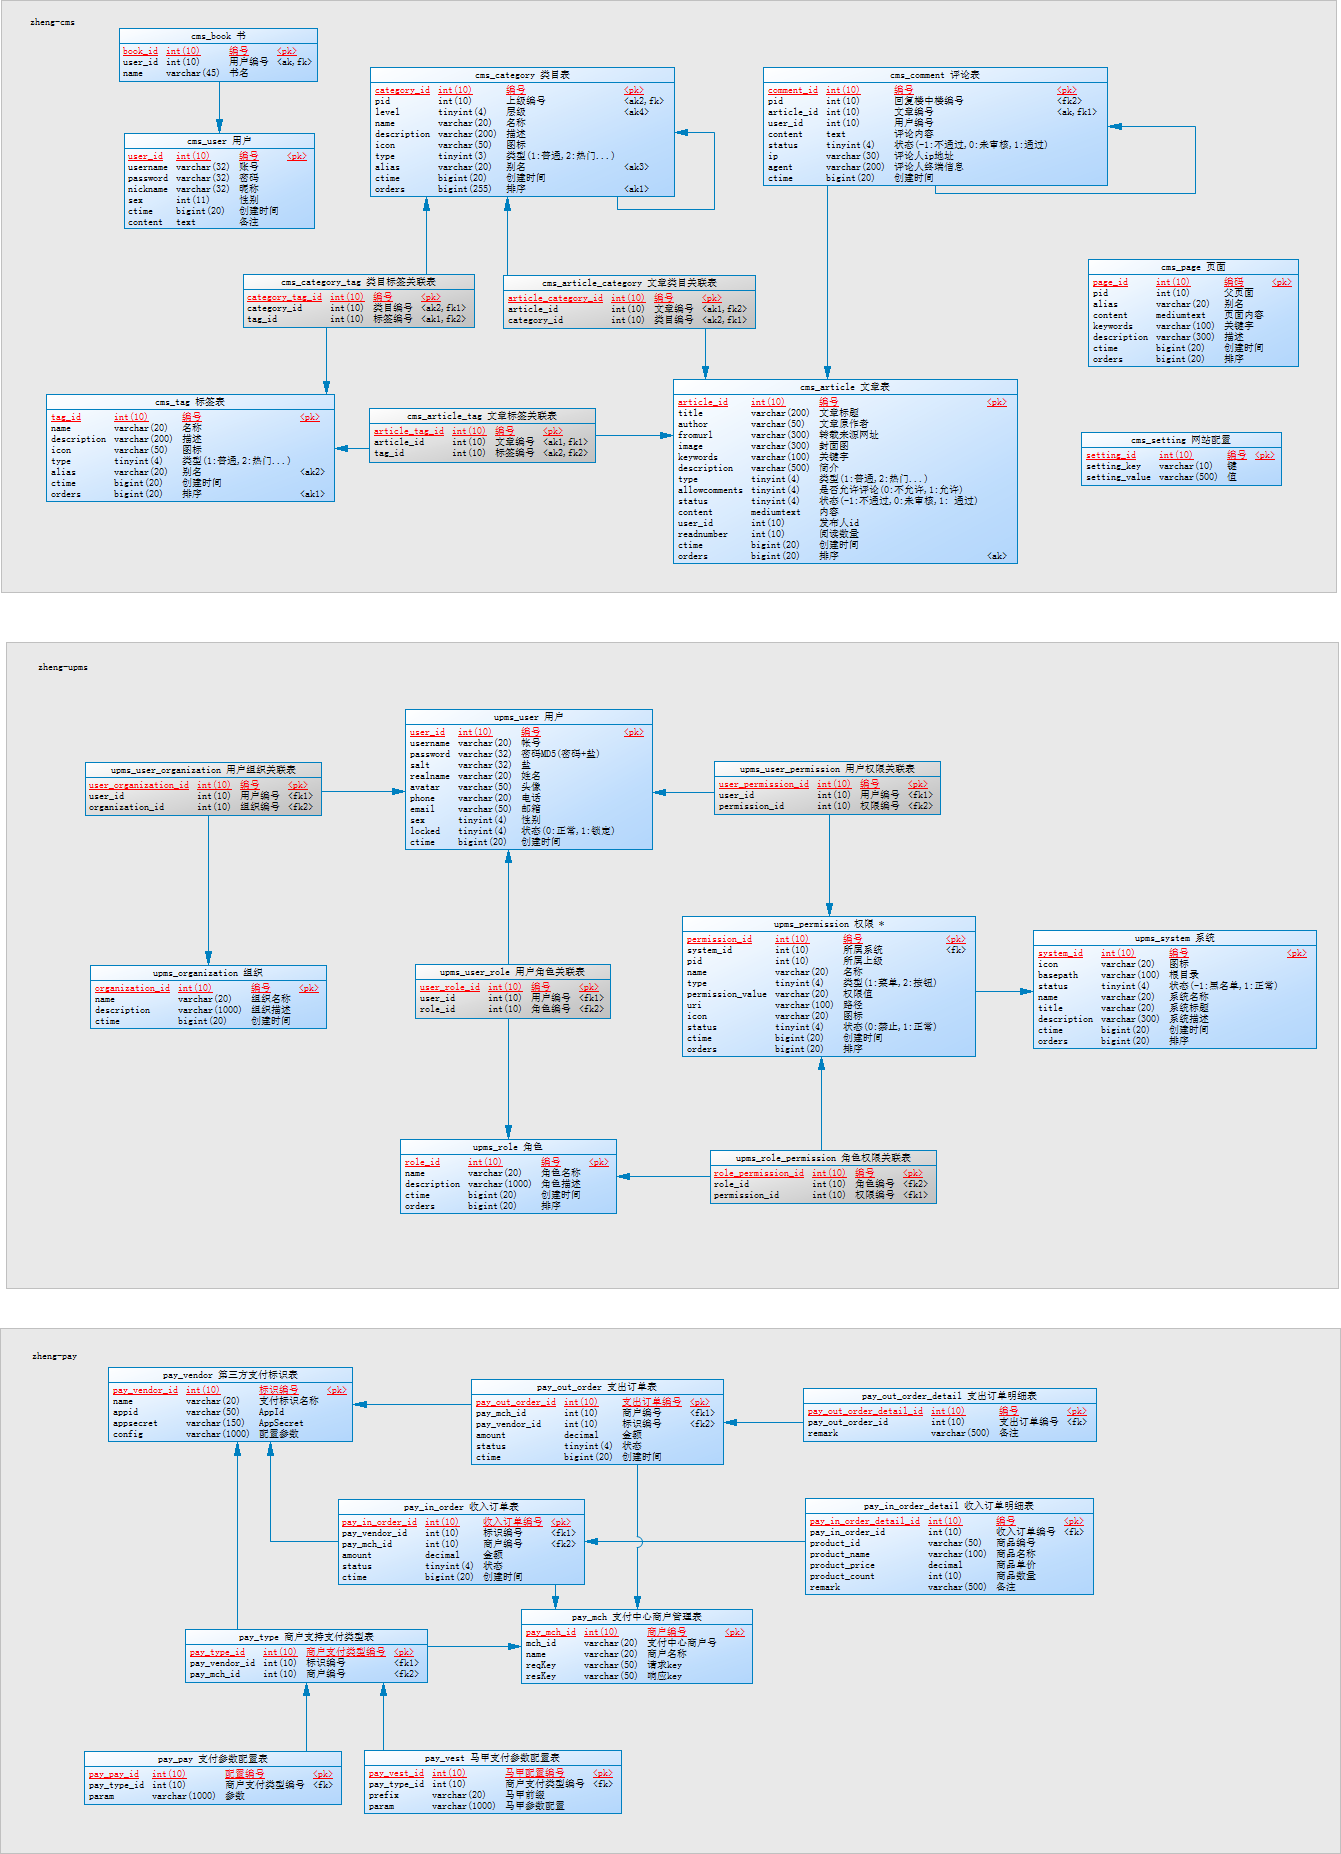 zheng-cms
cms_book 书
book_id int(10) 编号 <pk>
user_id int(10) 用户编号 <ak,fk>
name varchar(45) 书名
cms_user 用户
user_id int(10) 编号 <pk>
username varchar(32) 账号
password varchar(32) 密码
nickname varchar(32) 昵称
sex int(11) 性别
ctime bigint(20) 创建时间
content text 备注
cms_category 类目表
category_id int(10) 编号 <pk>
pid int(10) 上级编号 <ak2,fk>
level tinyint(4) 层级 <ak4>
name varchar(20) 名称
description varchar(200) 描述
icon varchar(50) 图标
type tinyint(3) 类型(1:普通,2:热门...)
alias varchar(20) 别名 <ak3>
ctime bigint(20) 创建时间
orders bigint(255) 排序 <ak1>
cms_comment 评论表
comment_id int(10) 编号 <pk>
pid int(10) 回复楼中楼编号 <fk2>
article_id int(10) 文章编号 <ak,fk1>
user_id int(10) 用户编号
content text 评论内容
status tinyint(4) 状态(-1:不通过,0:未审核,1:通过)
ip varchar(30) 评论人ip地址
agent varchar(200) 评论人终端信息
ctime bigint(20) 创建时间
cms_category_tag 类目标签关联表
category_tag_id int(10) 编号 <pk>
category_id int(10) 类目编号 <ak2,fk1>
tag_id int(10) 标签编号 <ak1,fk2>
cms_article_category 文章类目关联表
article_category_id int(10) 编号 <pk>
article_id int(10) 文章编号 <ak1,fk2>
category_id int(10) 类目编号 <ak2,fk1>
cms_page 页面
page_id int(10) 编码 <pk>
pid int(10) 父页面
alias varchar(20) 别名
content mediumtext 页面内容
keywords varchar(100) 关键字
description varchar(300) 描述
ctime bigint(20) 创建时间
orders bigint(20) 排序
cms_tag 标签表
tag_id int(10) 编号 <pk>
name varchar(20) 名称
description varchar(200) 描述
icon varchar(50) 图标
type tinyint(4) 类型(1:普通,2:热门...)
alias varchar(20) 别名 <ak2>
ctime bigint(20) 创建时间
orders bigint(20) 排序 <ak1>
cms_article_tag 文章标签关联表
article_tag_id int(10) 编号 <pk>
article_id int(10) 文章编号 <ak1,fk1>
tag_id int(10) 标签编号 <ak2,fk2>
cms_article 文章表
article_id int(10) 编号 <pk>
title varchar(200) 文章标题
author varchar(50) 文章原作者
fromurl varchar(300) 转载来源网址
image varchar(300) 封面图
keywords varchar(100) 关键字
description varchar(500) 简介
type tinyint(4) 类型(1:普通,2:热门...)
allowcomments tinyint(4) 是否允许评论(0:不允许,1:允许)
status tinyint(4) 状态(-1:不通过,0:未审核,1: 通过)
content mediumtext 内容
user_id int(10) 发布人id
readnumber int(10) 阅读数量
ctime bigint(20) 创建时间
orders bigint(20) 排序 <ak>
cms_setting 网站配置
setting_id int(10) 编号 <pk>
setting_key varchar(10) 键
setting_value varchar(500) 值
zheng-upms
upms_user 用户
user_id int(10) 编号 <pk>
username varchar(20) 帐号
password varchar(32) 密码MD5(密码+盐)
salt varchar(32) 盐
realname varchar(20) 姓名
avatar varchar(50) 头像
phone varchar(20) 电话
email varchar(50) 邮箱
sex tinyint(4) 性别
locked tinyint(4) 状态(0:正常,1:锁定)
ctime bigint(20) 创建时间
upms_user_organization 用户组织关联表
user_organization_id int(10) 编号 <pk>
user_id int(10) 用户编号 <fk1>
organization_id int(10) 组织编号 <fk2>
upms_user_permission 用户权限关联表
user_permission_id int(10) 编号 <pk>
user_id int(10) 用户编号 <fk1>
permission_id int(10) 权限编号 <fk2>
upms_organization 组织
organization_id int(10) 编号 <pk>
name varchar(20) 组织名称
description varchar(1000) 组织描述
ctime bigint(20) 创建时间
upms_user_role 用户角色关联表
user_role_id int(10) 编号 <pk>
user_id int(10) 用户编号 <fk1>
role_id int(10) 角色编号 <fk2>
upms_permission 权限 *
permission_id int(10) 编号 <pk>
system_id int(10) 所属系统 <fk>
pid int(10) 所属上级
name varchar(20) 名称
type tinyint(4) 类型(1:菜单,2:按钮)
permission_value varchar(20) 权限值
uri varchar(100) 路径
icon varchar(20) 图标
status tinyint(4) 状态(0:禁止,1:正常)
ctime bigint(20) 创建时间
orders bigint(20) 排序
upms_system 系统
system_id int(10) 编号 <pk>
icon varchar(20) 图标
basepath varchar(100) 根目录
status tinyint(4) 状态(-1:黑名单,1:正常)
name varchar(20) 系统名称
title varchar(20) 系统标题
description varchar(300) 系统描述
ctime bigint(20) 创建时间
orders bigint(20) 排序
upms_role 角色
role_id int(10) 编号 <pk>
name varchar(20) 角色名称
description varchar(1000) 角色描述
ctime bigint(20) 创建时间
orders bigint(20) 排序
upms_role_permission 角色权限关联表
role_permission_id int(10) 编号 <pk>
role_id int(10) 角色编号 <fk2>
permission_id int(10) 权限编号 <fk1>
zheng-pay
pay_vendor 第三方支付标识表
pay_vendor_id int(10) 标识编号 <pk>
name varchar(20) 支付标识名称
appid varchar(50) AppId
appsecret varchar(150) AppSecret
config varchar(1000) 配置参数
pay_out_order 支出订单表
pay_out_order_id int(10) 支出订单编号 <pk>
pay_mch_id int(10) 商户编号 <fk1>
pay_vendor_id int(10) 标识编号 <fk2>
amount decimal 金额
status tinyint(4) 状态
ctime bigint(20) 创建时间
pay_out_order_detail 支出订单明细表
pay_out_order_detail_id int(10) 编号 <pk>
pay_out_order_id int(10) 支出订单编号 <fk>
remark varchar(500) 备注
pay_in_order 收入订单表
pay_in_order_id int(10) 收入订单编号 <pk>
pay_vendor_id int(10) 标识编号 <fk1>
pay_mch_id int(10) 商户编号 <fk2>
amount decimal 金额
status tinyint(4) 状态
ctime bigint(20) 创建时间
pay_in_order_detail 收入订单明细表
pay_in_order_detail_id int(10) 编号 <pk>
pay_in_order_id int(10) 收入订单编号 <fk>
product_id varchar(50) 商品编号
product_name varchar(100) 商品名称
product_price decimal 商品单价
product_count int(10) 商品数量
remark varchar(500) 备注
pay_mch 支付中心商户管理表
pay_mch_id int(10) 商户编号 <pk>
mch_id varchar(20) 支付中心商户号
name varchar(20) 商户名称
reqKey varchar(50) 请求key
resKey varchar(50) 响应key
pay_type 商户支持支付类型表
pay_type_id int(10) 商户支付类型编号 <pk>
pay_vendor_id int(10) 标识编号 <fk1>
pay_mch_id int(10) 商户编号 <fk2>
pay_pay 支付参数配置表
pay_pay_id int(10) 配置编号 <pk>
pay_type_id int(10) 商户支付类型编号 <fk>
param varchar(1000) 参数
pay_vest 马甲支付参数配置表
pay_vest_id int(10) 马甲配置编号 <pk>
pay_type_id int(10) 商户支付类型编号 <fk>
prefix varchar(20) 马甲前缀
param varchar(1000) 马甲参数配置